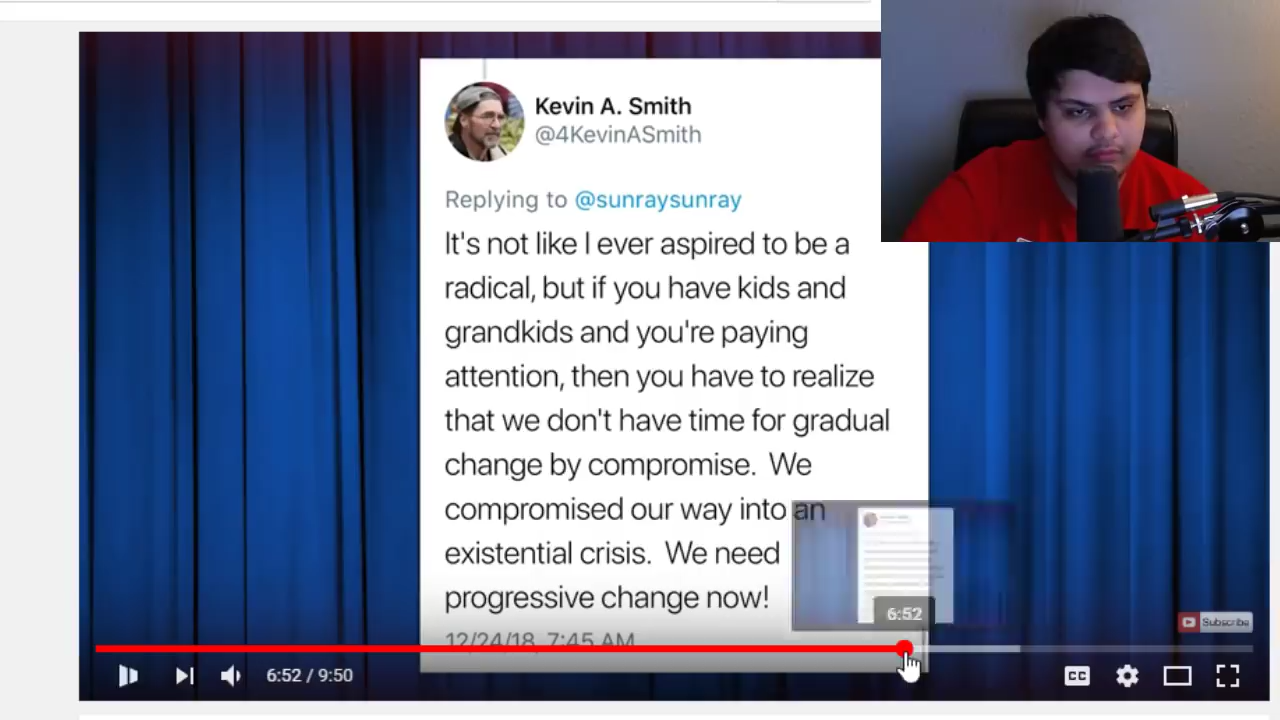 Kevin A. Smith
@4KevinASmith
Replying to @sunraysunray
It's not like I ever aspired to be a
radical, but if you have kids and
grandkids and you're paying
attention, then you have to realize
that we don't have time for gradual
change by compromise. We
compromised our way into an
existential crisis. We need
progressive change now!
12/24/18, 7:45 AM
6:52
Subscribe
6:52 / 9:50
CC